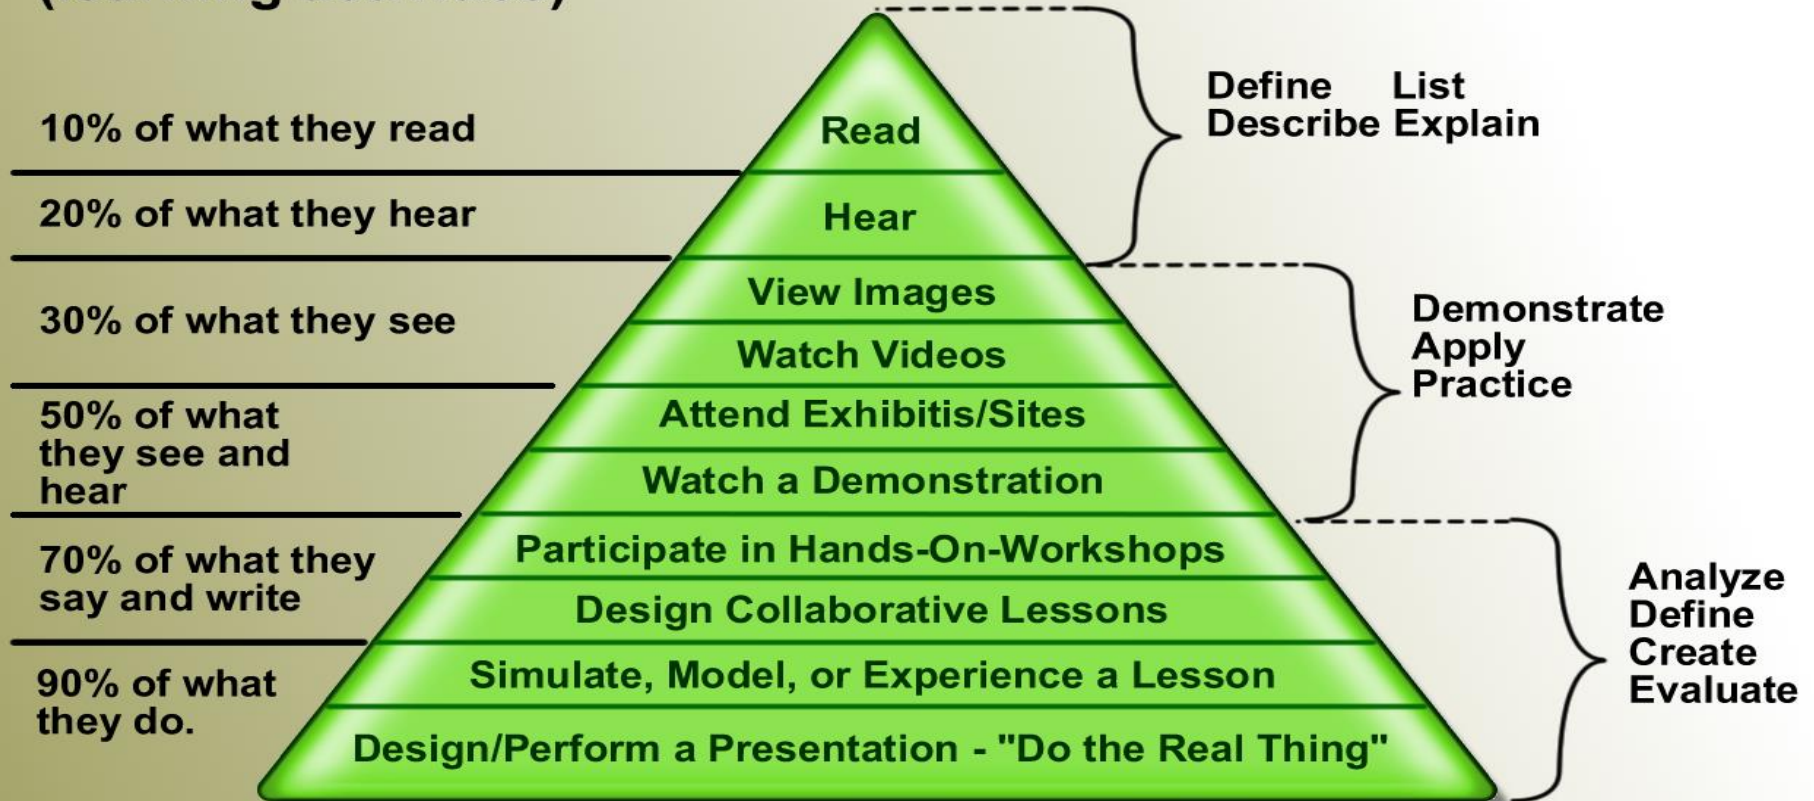 10% of what they read
20% of what they hear
30% of what they see
50% of what
they see and
hear
70% of what they
say and write
90% of what
they do.
Read
Hear
View Images
Watch Videos
Attend Exhibitis/Sites
Watch a Demonstration
Participate in Hands-On-Workshops
Design Collaborative Lessons
Simulate, Model, or Experience a Lesson
Design/Perform a Presentation - "Do the Real Thing"
Define List
Describe Explain
Demonstrate
Apply
Practice
Analyze
Define
Create
Evaluate